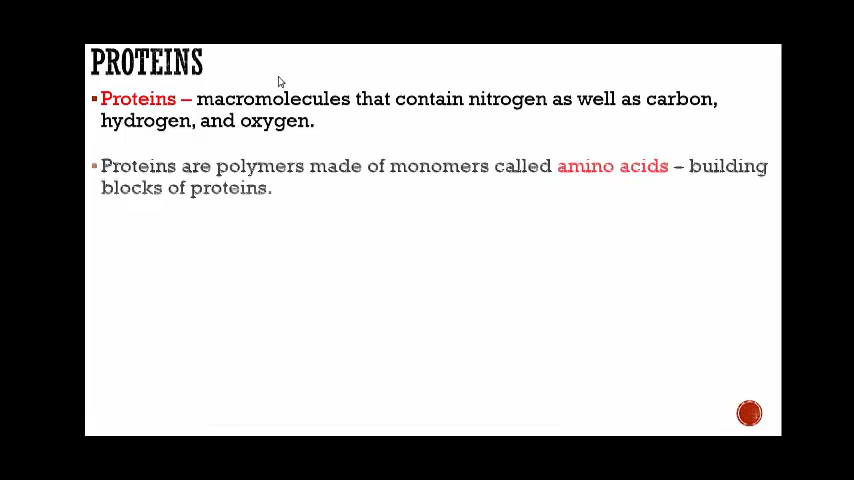 PROTEINS
▪Proteins – macromolecules that contain nitrogen as well as carbon,
hydrogen, and oxygen.
▪Proteins are polymers made of monomers called amino acids – building
blocks of proteins.